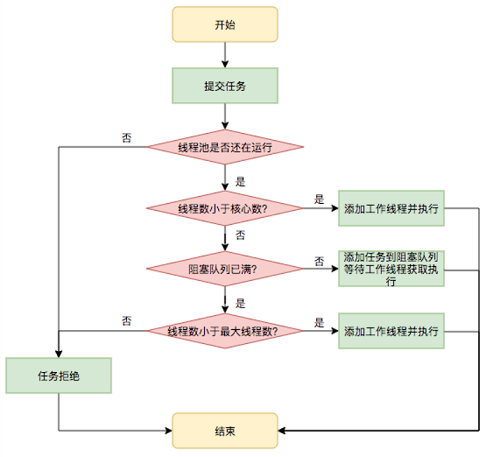 开始
提交任务
否
线程池是否还在运行
是
线程数小于核心数?
是
添加工作线程并执行
否
阻塞队列已满?
否
添加任务到阻塞队列
等待工作线程获取执
行
是
否
线程数小于最大线程数?
是
添加工作线程并执行
任务拒绝
结束